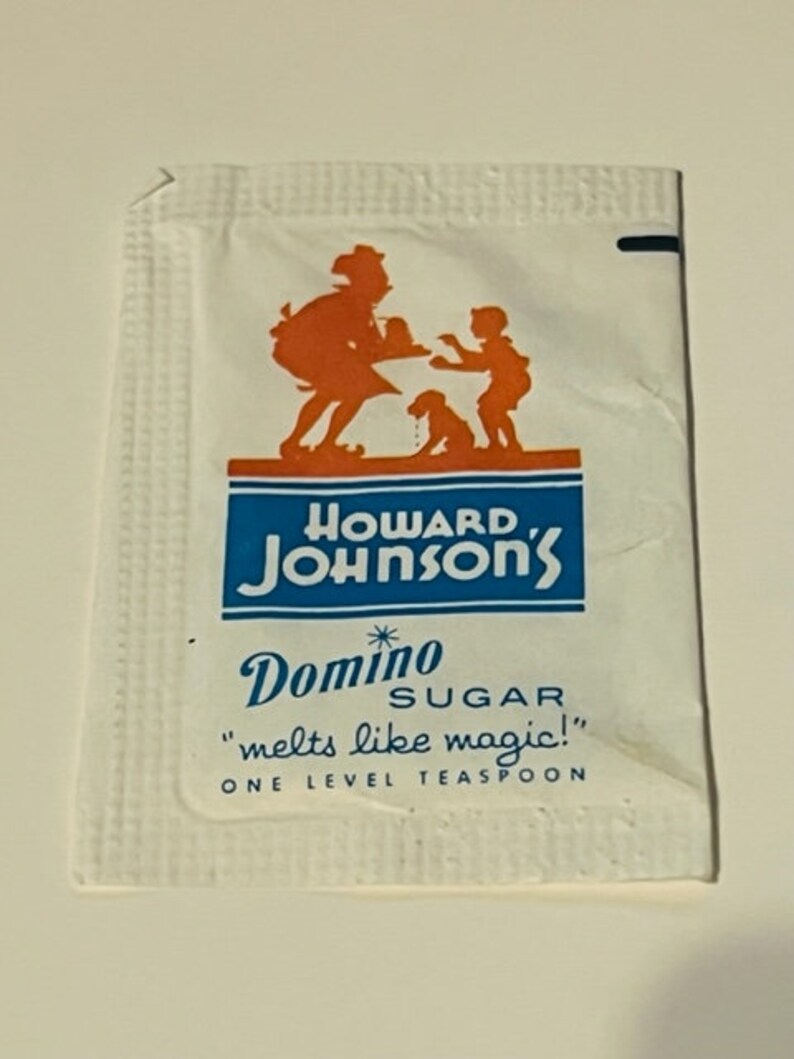 HOWARD
JOHNSON'S
Domino
SUGAR
"melts like magic!"
ONE LEVEL TEASPOON